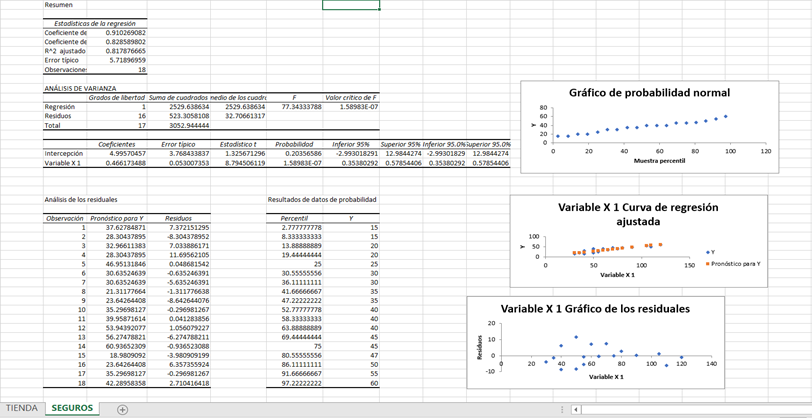 Resumen
Estadísticas de la regresión
Coeficiente de 0.910269082
Coeficiente de 0.828589802
R^2 ajustado 0.817876665
Error típico 5.71896959
Observaciones 18
ANÁLISIS DE VARIANZA
Grados de libertad Suma de cuadrados medio de los cuadra F Valor crítico de F
Regresión 1 2529.638634 2529.638634 77.34333788 1.58983E-07
Residuos 16 523.3058108 32.70661317
Total 17 3052.944444
Coeficientes Error típico Estadístico t Probabilidad Inferior 95% Superior 95% Inferior 95.0% Superior 95.0%
Intercepción 4.99570457 3.768433837 1.325671296 0.20356586 -2.993018291 12.9844274 -2.99301829 12.9844274
Variable X 1 0.466173488 0.053007353 8.794506119 1.58983E-07 0.35380292 0.57854406 0.35380292 0.57854406
Análisis de los residuales Resultados de datos de probabilidad
Observación Pronóstico para Y Residuos Percentil Y
1 37.62784871 7.372151295 2.777777778 15
2 28.30437895 -8.304378952 8.333333333 15
3 32.96611383 7.033886171 13.88888889 20
4 28.30437895 11.69562105 19.44444444 20
5 46.95131846 0.048681542 25 25
6 30.63524639 -0.635246391 30.55555556 30
7 30.63524639 -5.635246391 36.11111111 30
8 21.31177664 -1.311776638 41.66666667 35
9 23.64264408 -8.642644076 47.22222222 35
10 35.29698127 -0.296981267 52.77777778 40
11 39.95871614 0.041283856 58.33333333 40
12 53.94392077 1.056079227 63.88888889 40
13 56.27478821 -6.274788211 69.44444444 45
14 60.93652309 -0.936523088 75 45
15 18.9809092 -3.980909199 80.55555556 47
16 23.64264408 6.357355924 86.11111111 50
17 35.29698127 -0.296981267 91.66666667 55
18 42.28958358 2.710416418 97.22222222 60
Gráfico de probabilidad normal
80
60
40
20
0
Y
0 20 40 60 80 100 120
Muestra percentil
Variable X 1 Curva de regresión
ajustada
100
50
0
Y
0 50 100 150
Variable X 1
Y
Pronóstico para Y
Variable X 1 Gráfico de los residuales
20
10
0
-10
Residuos
0 20 40 60 80 100 120 140
Variable X 1
TIENDA SEGUROS